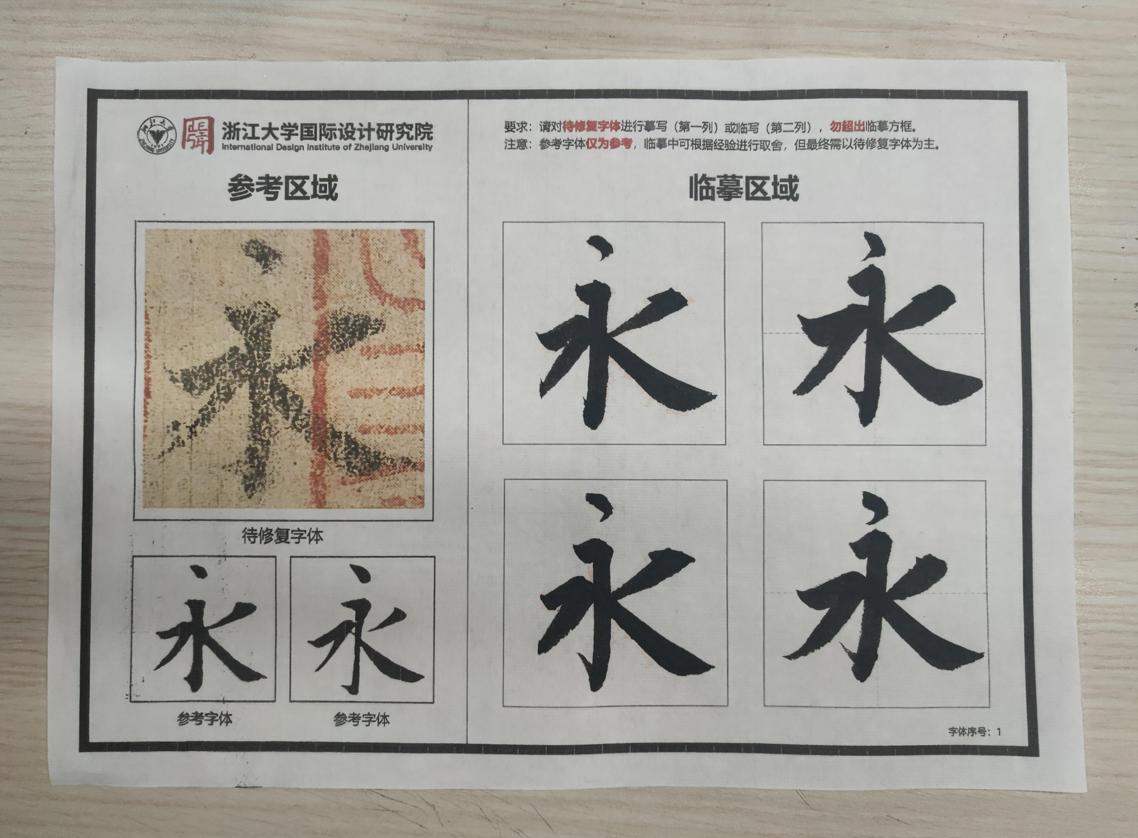 浙江大学国际设计研究院
International Design Institute of Zhejiang University
参考区域
永
待修复字体
永
永
参考字体
参考字体
要求：请对待修复字体进行摹写（第一列）或临写（第二列），勿超出临摹方框。
注意：参考字体仅为参考，临摹中可根据经验进行取舍，但最终需以待修复字体为主。
临摹区域
永
永
永
永
字体序号：1